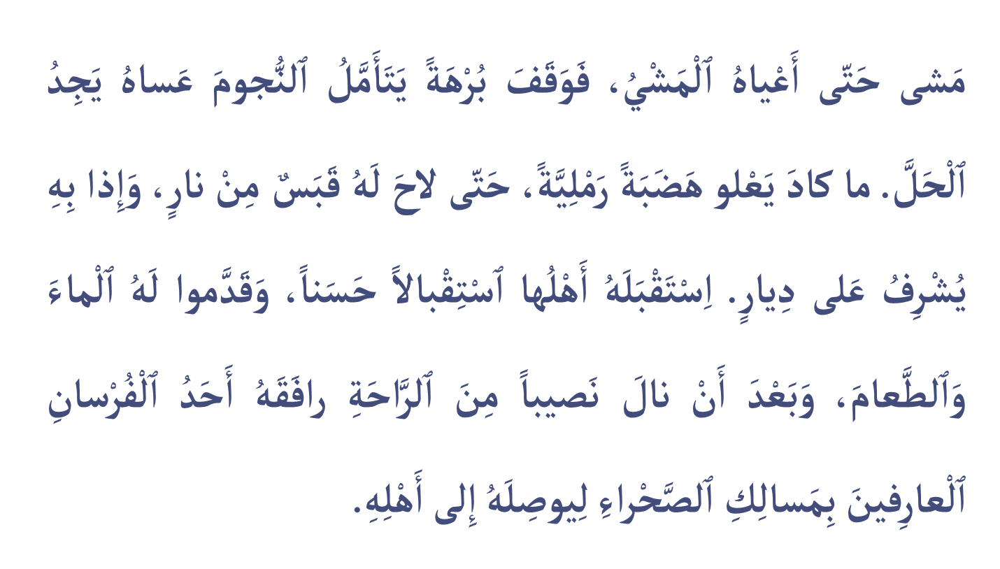 مَشى حَتّى أَعْياهُ ٱلْمَشْيُ، فَوَقَفَ بُرْهَةً يَتَأَمَّلُ ٱلنُّجومَ عَساهُ يَجِدُ
ٱلْحَلَّ. ما كادَ يَعْلو هَضَبَةً رَمْلِيَّةً، حَتّى لاحَ لَهُ قَبَسٌ مِنْ نارٍ، وَإِذا بِهِ
يُشْرِفُ عَلى دِيارٍ. اِسْتَقْبَلَهُ أَهْلُها ٱسْتِقْبالاً حَسَناً، وَقَدَّموا لَهُ ٱلْماءَ
وَٱلطَّعامَ، وَبَعْدَ أَنْ نالَ نَصيباً مِنَ ٱلرَّاحَةِ رافَقَهُ أَحَدُ ٱلْفُرْسانِ
ٱلْعارِفينَ بِمَسالِكِ ٱلصَّحْراءِ لِيوصِلَهُ إِلى أَهْلِهِ.